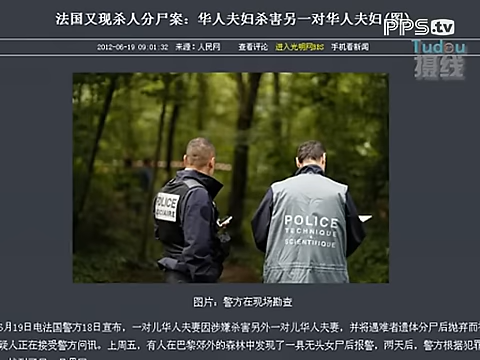 法国又现杀人分尸案：华人夫妇杀害另一对华人夫妇(图)
PPS.tv
Tudou
摄线
2012-06-19 09:01:32 来源：人民网 查看评论 进入光明网BBS 手机看新闻
POLICE
POLICE
TECHNIQUE
SCIENTIFIQUE
图片：警方在现场勘查
月19日电法国警方18日宣布，一对儿华人夫妻因涉嫌杀害另外一对儿华人夫妻，并将遇难者遗体分尸后抛弃而
疑人正在接受警方问讯。上周五，有人在巴黎郊外的森林中发现了一具无头女尸后报警，两天后，警方根据犯罪